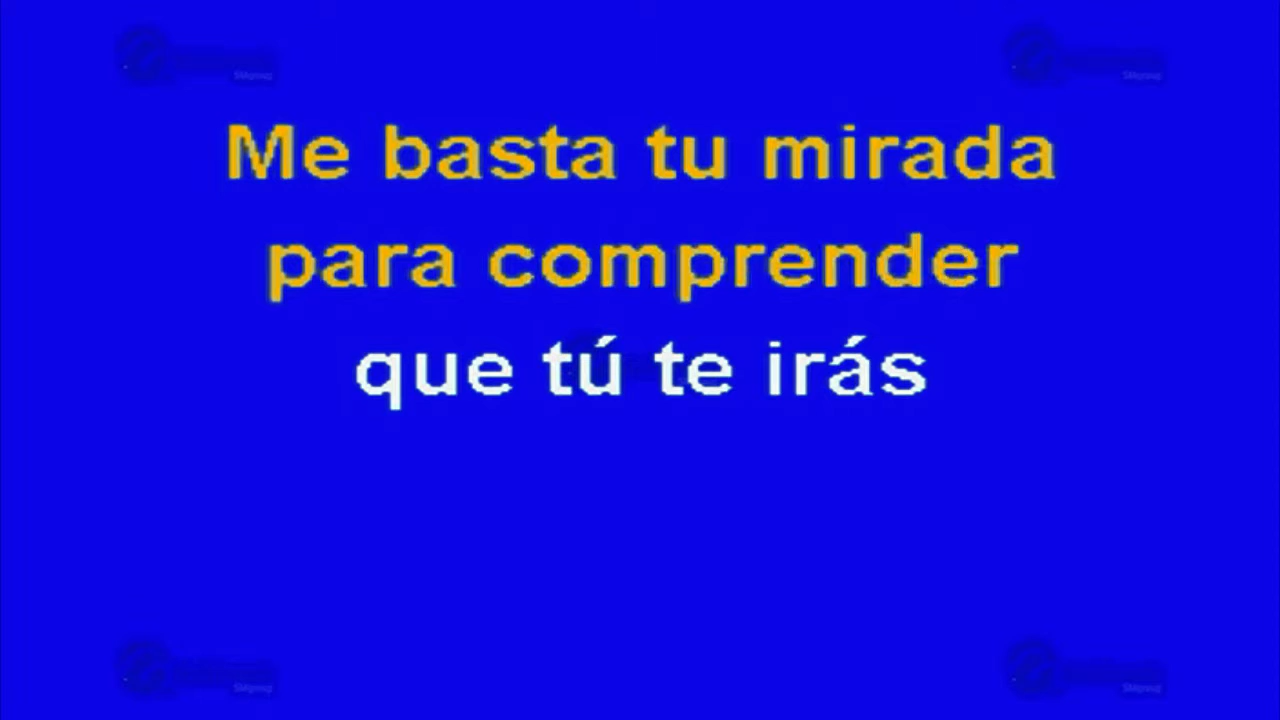 Me basta tu mirada
para comprender
que tú te irás